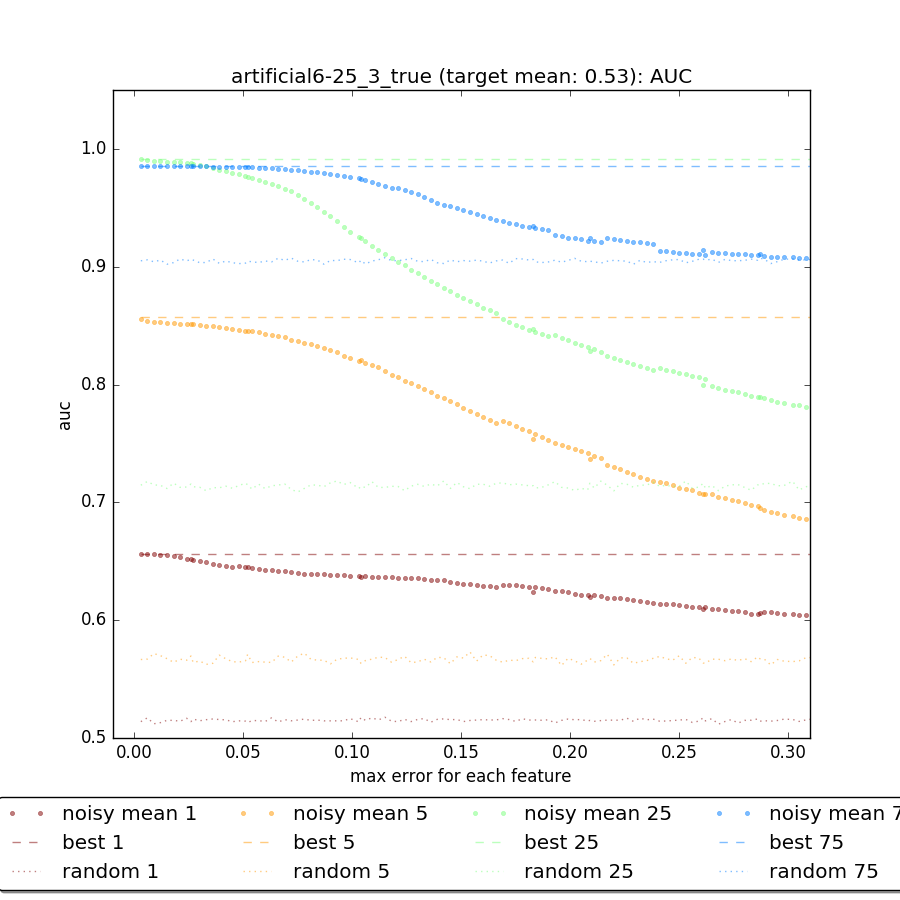 artificial6-25_3_true (target mean: 0.53): AUC
1.0
0.9
0.8
0.7
0.6
0.5
auc
0.00 0.05 0.10 0.15 0.20 0.25 0.30
max error for each feature
noisy mean 1 noisy mean 5 noisy mean 25 noisy mean 7
best 1 best 5 best 25 best 75
random 1 random 5 random 25 random 75